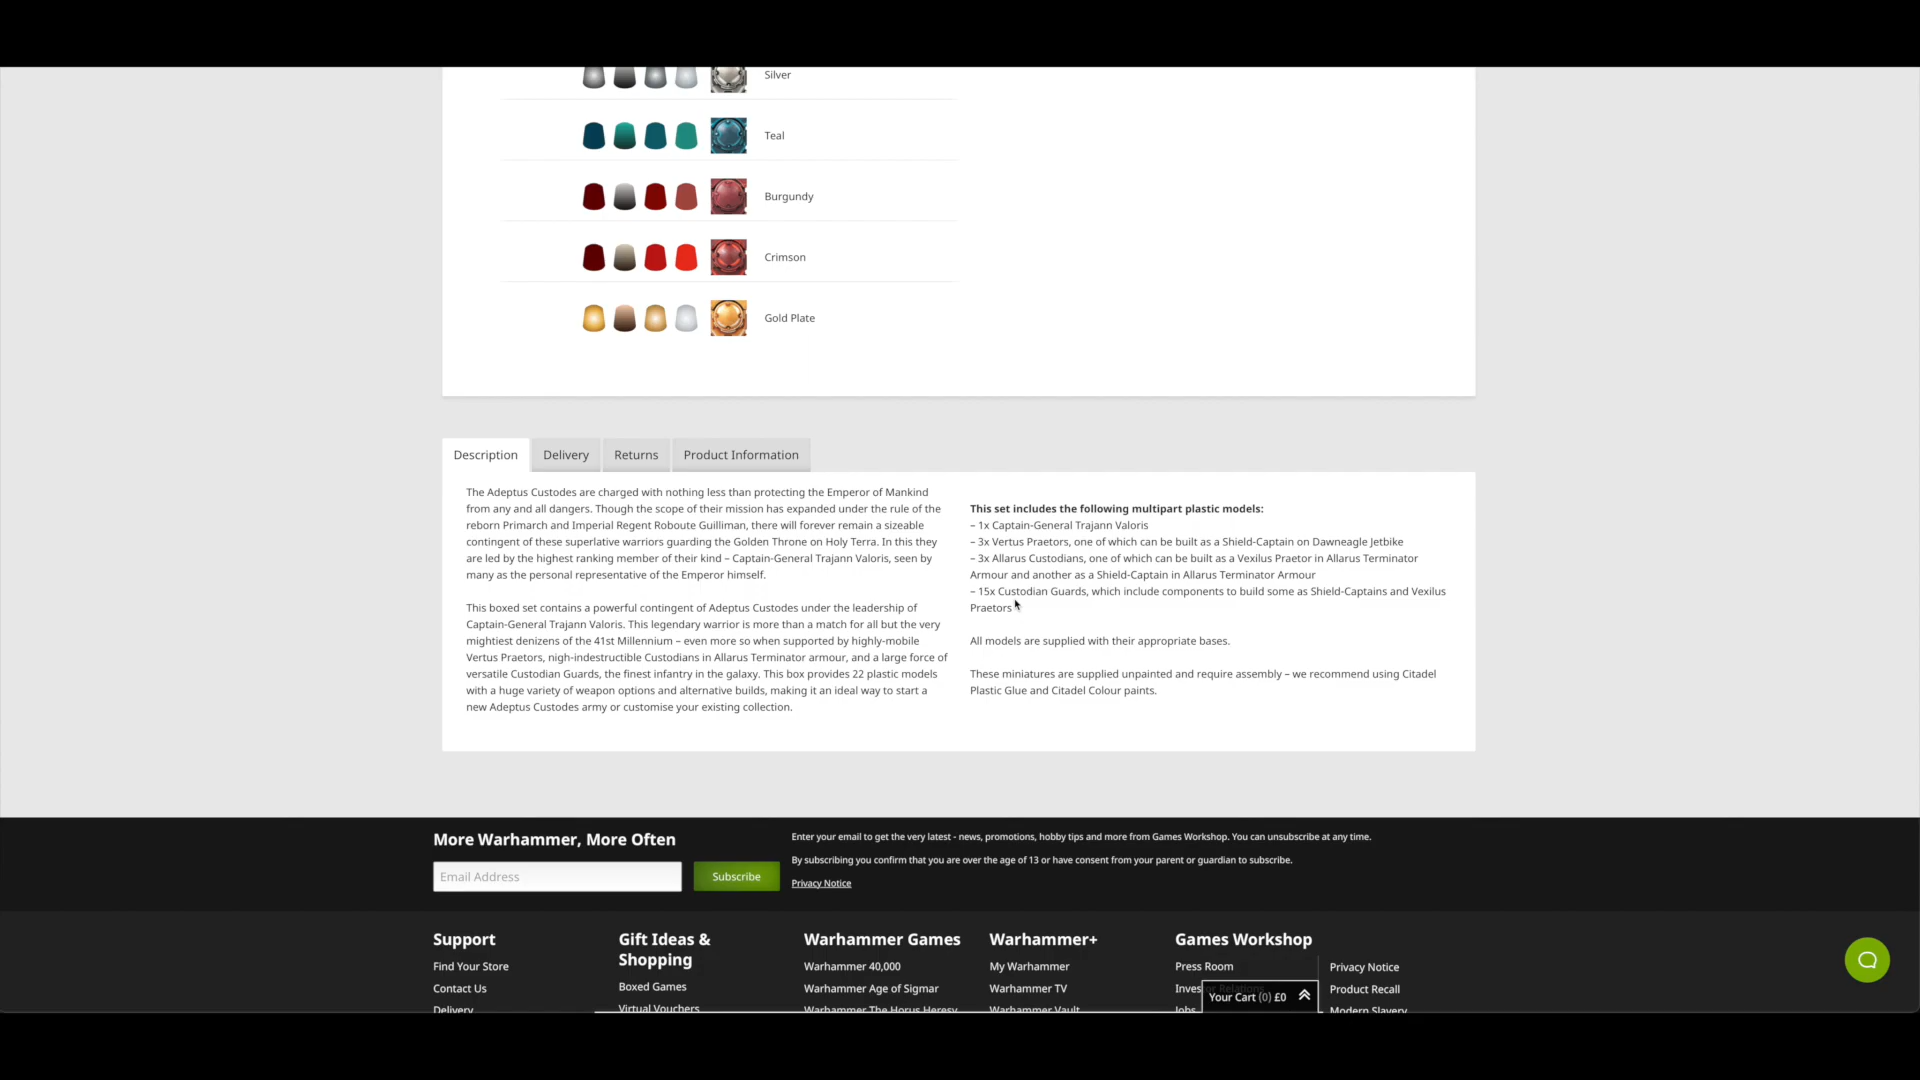 Silver
Teal
Burgundy
Crimson
Gold Plate
Description
Delivery
Returns
Product Information
The Adeptus Custodes are charged with nothing less than protecting the Emperor of Mankind
from any and all dangers. Though the scope of their mission has expanded under the rule of the
reborn Primarch and Imperial Regent Roboute Guilliman, there will forever remain a sizeable
contingent of these superlative warriors guarding the Golden Throne on Holy Terra. In this they
are led by the highest ranking member of their kind – Captain-General Trajann Valoris, seen by
many as the personal representative of the Emperor himself.
This boxed set contains a powerful contingent of Adeptus Custodes under the leadership of
Captain-General Trajann Valoris. This legendary warrior is more than a match for all but the very
mightiest denizens of the 41st Millennium – even more so when supported by highly-mobile
Vertus Praetors, nigh-indestructible Custodians in Allarus Terminator armour, and a large force of
versatile Custodian Guards, the finest infantry in the galaxy. This box provides 22 plastic models
with a huge variety of weapon options and alternative builds, making it an ideal way to start a
new Adeptus Custodes army or customise your existing collection.
This set includes the following multipart plastic models:
– 1x Captain-General Trajann Valoris
– 3x Vertus Praetors, one of which can be built as a Shield-Captain on Dawneagle Jetbike
– 3x Allarus Custodians, one of which can be built as a Vexilus Praetor in Allarus Terminator
Armour and another as a Shield-Captain in Allarus Terminator Armour
– 15x Custodian Guards, which include components to build some as Shield-Captains and Vexilus
Praetors
All models are supplied with their appropriate bases.
These miniatures are supplied unpainted and require assembly – we recommend using Citadel
Plastic Glue and Citadel Colour paints.
More Warhammer, More Often
Email Address
Subscribe
Enter your email to get the very latest - news, promotions, hobby tips and more from Games Workshop. You can unsubscribe at any time.
By subscribing you confirm that you are over the age of 13 or have consent from your parent or guardian to subscribe.
Privacy Notice
Support
Find Your Store
Contact Us
Delivery
Gift Ideas &
Shopping
Boxed Games
Virtual Vouchers
Warhammer Games
Warhammer 40,000
Warhammer Age of Sigmar
Warhammer The Horus Heresy
Warhammer+
My Warhammer
Warhammer TV
Warhammer Vault
Games Workshop
Press Room
Investor Relations
Jobs
Privacy Notice
Product Recall
Modern Slavery
Your Cart (0) £0